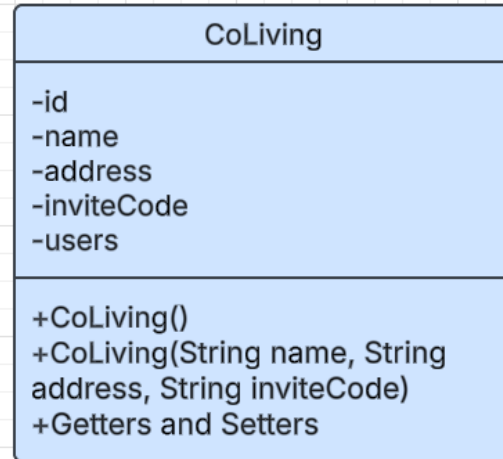 CoLiving
-id
-name
-address
-inviteCode
-users
+CoLiving()
+CoLiving(String name, String
address, String inviteCode)
+Getters and Setters